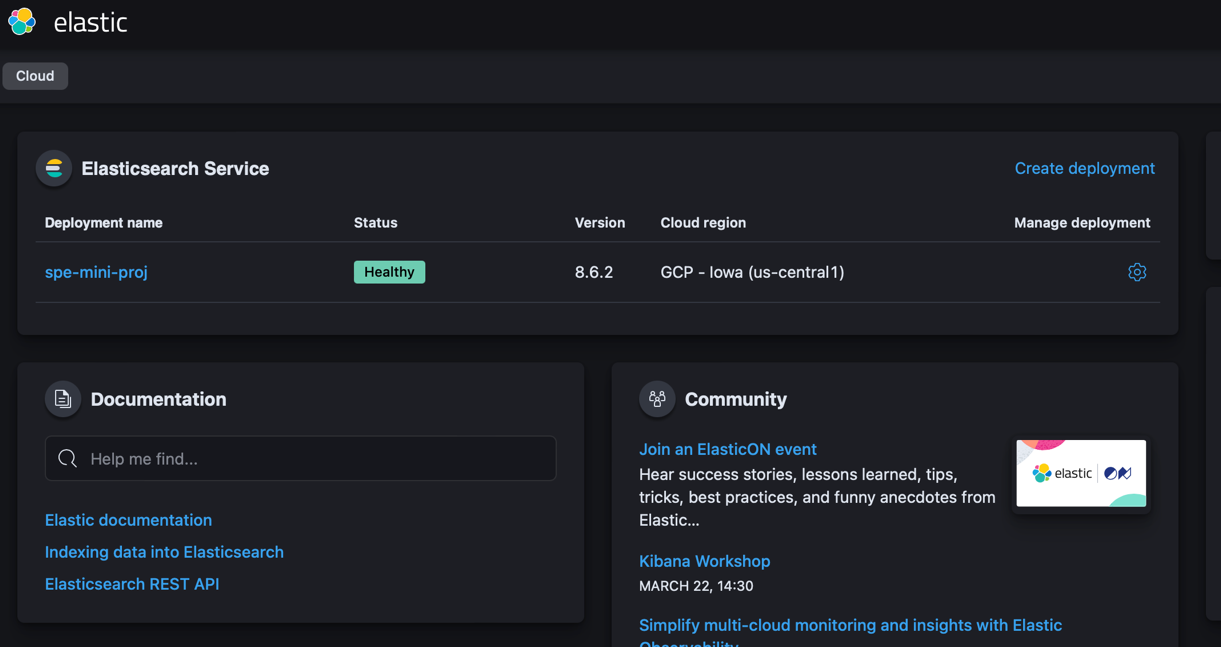 elastic
Cloud
Elasticsearch Service
Create deployment
Deployment name Status Version Cloud region Manage deployment
spe-mini-proj Healthy 8.6.2 GCP - Iowa (us-central1)
Documentation
Help me find...
Elastic documentation
Indexing data into Elasticsearch
Elasticsearch REST API
Community
Join an ElasticON event
Hear success stories, lessons learned, tips,
tricks, best practices, and funny anecdotes from
Elastic...
elastic ON
Kibana Workshop
MARCH 22, 14:30
Simplify multi-cloud monitoring and insights with Elastic
Observability